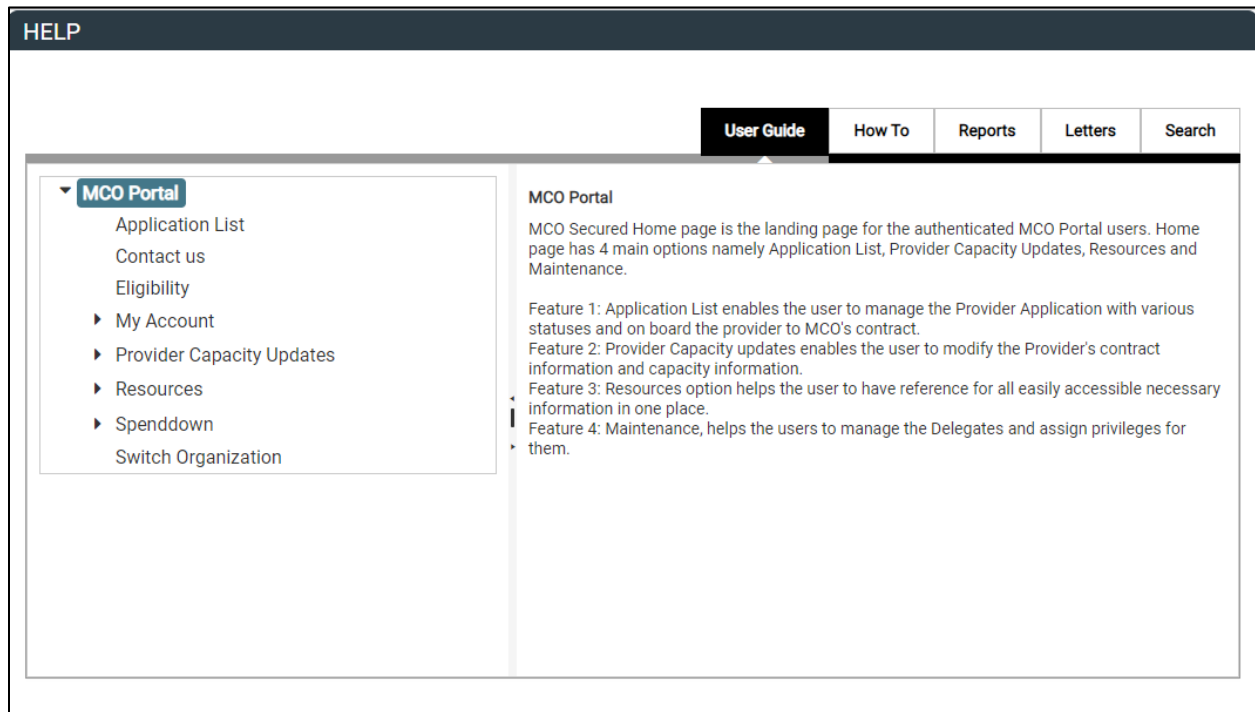 HELP
User Guide
How To
Reports
Letters
Search
MCO Portal
Application List
Contact us
Eligibility
My Account
Provider Capacity Updates
Resources
Spenddown
Switch Organization
MCO Portal
MCO Secured Home page is the landing page for the authenticated MCO Portal users. Home
page has 4 main options namely Application List, Provider Capacity Updates, Resources and
Maintenance.
Feature 1: Application List enables the user to manage the Provider Application with various
statuses and on board the provider to MCO's contract.
Feature 2: Provider Capacity updates enables the user to modify the Provider's contract
information and capacity information.
Feature 3: Resources option helps the user to have reference for all easily accessible necessary
information in one place.
Feature 4: Maintenance, helps the users to manage the Delegates and assign privileges for
them.